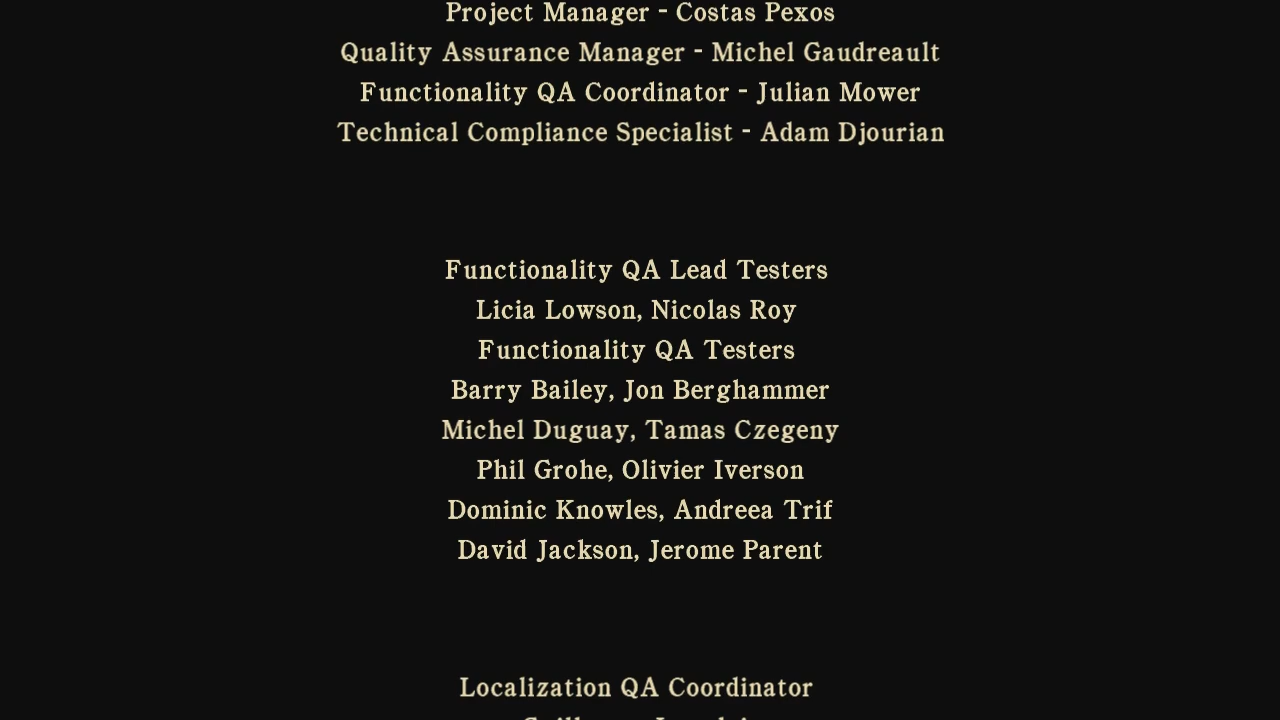 Project Manager - Costas Pexos
Quality Assurance Manager - Michel Gaudreault
Functionality QA Coordinator - Julian Mower
Technical Compliance Specialist - Adam Djourian
Functionality QA Lead Testers
Licia Lowson, Nicolas Roy
Functionality QA Testers
Barry Bailey, Jon Berghammer
Michel Duguay, Tamas Czegeny
Phil Grohe, Olivier Iverson
Dominic Knowles, Andreea Trif
David Jackson, Jerome Parent
Localization QA Coordinator